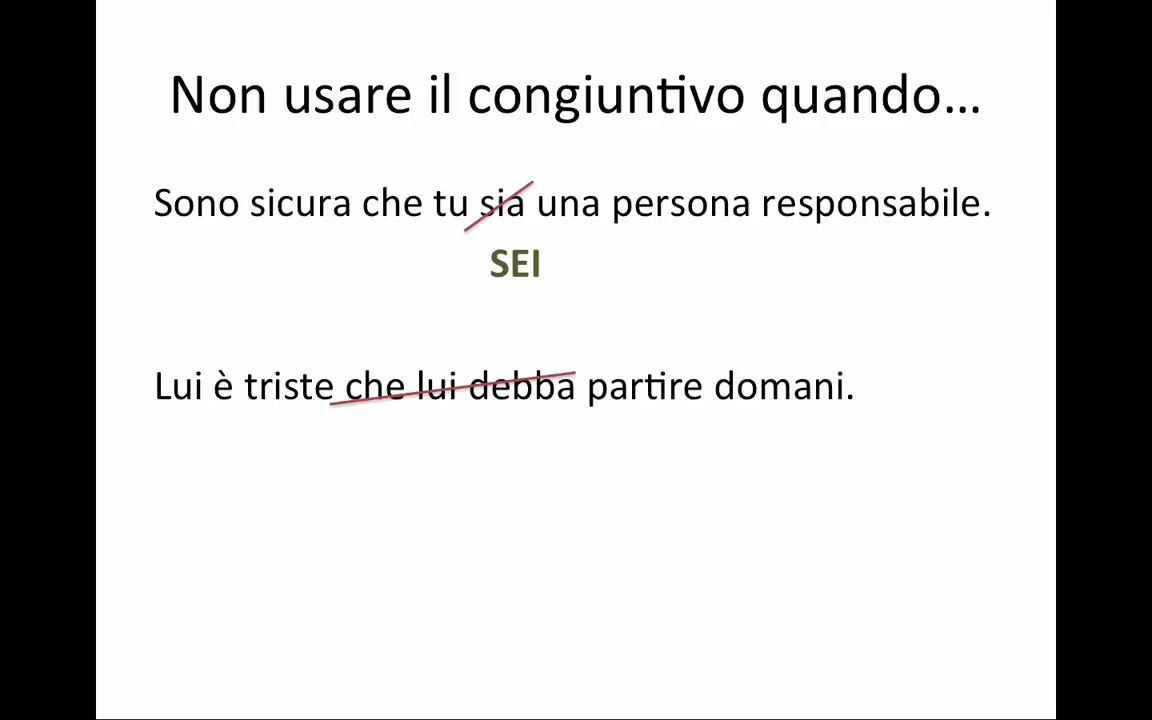 Non usare il congiuntivo quando…
Sono sicura che tu sia una persona responsabile.
SEI
Lui è triste che lui debba partire domani.